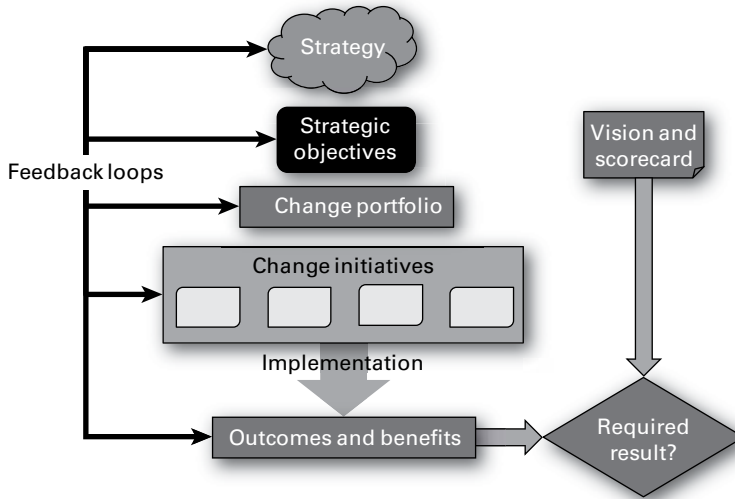 Strategy
Strategic
objectives
Vision and
scorecard
Feedback loops
Change portfolio
Change initiatives
Implementation
Outcomes and benefits
Required
result?